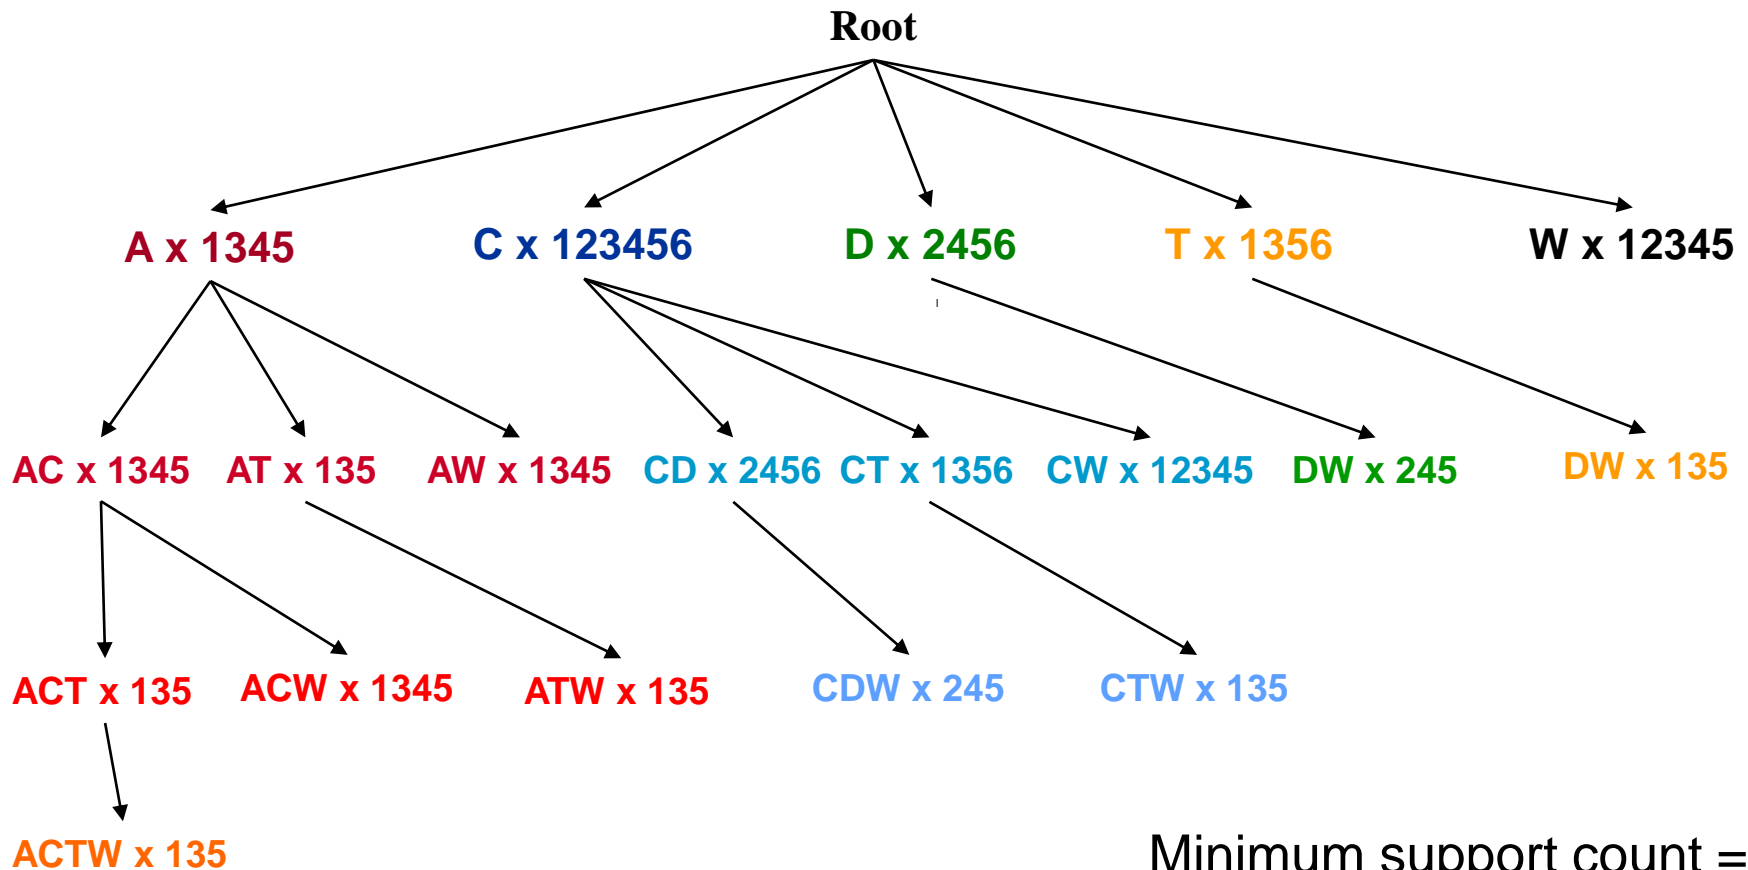 Root
A x 1345
C x 123456
D x 2456
T x 1356
W x 12345
AC x 1345
AT x 135
AW x 1345
CD x 2456
CT x 1356
CW x 12345
DW x 245
DW x 135
ACT x 135
ACW x 1345
ATW x 135
CDW x 245
CTW x 135
ACTW x 135
Minimum support count =